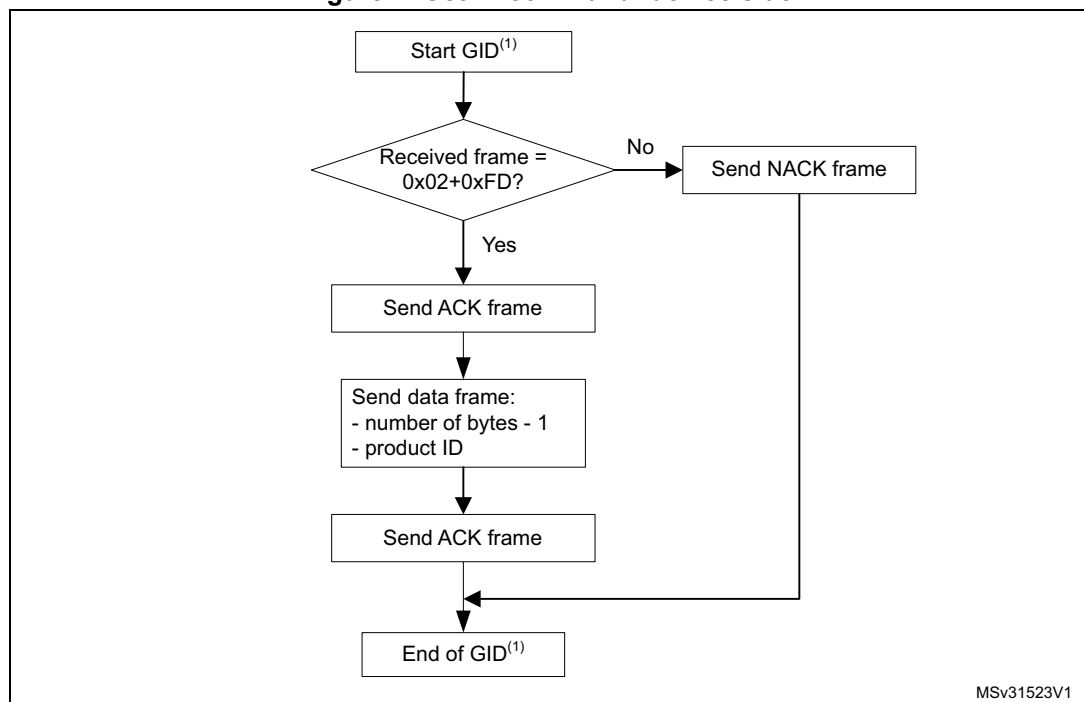 Start GID(1)
Received frame =
0x02+0xFD?
No
Send NACK frame
Yes
Send ACK frame
Send data frame:
- number of bytes - 1
- product ID
Send ACK frame
End of GID(1)
MSv31523V1